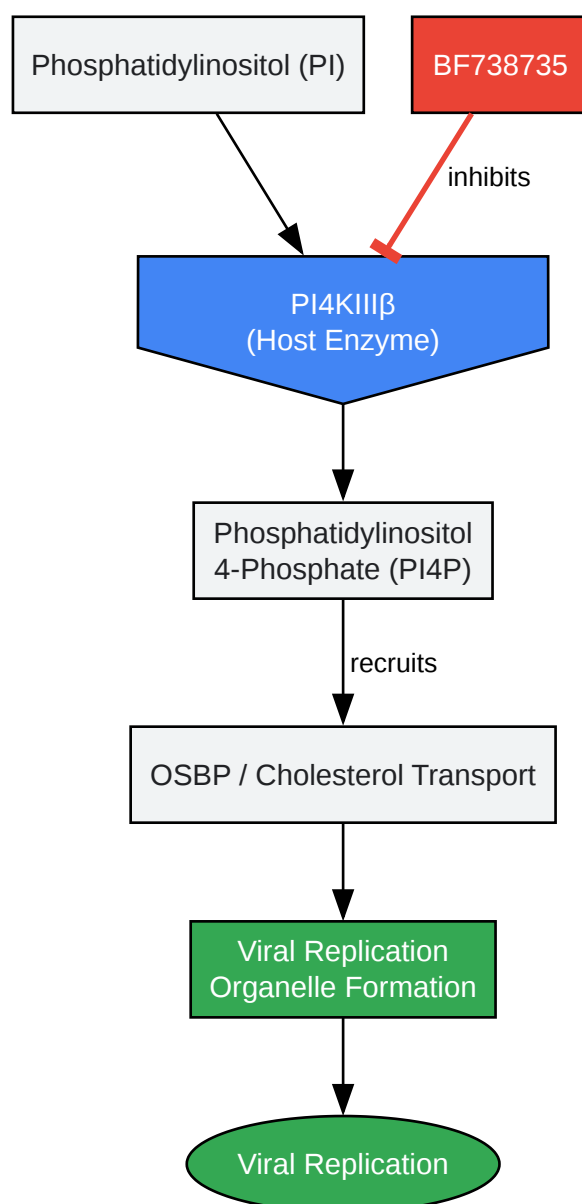 Phosphatidylinositol (PI)
BF738735
inhibits
PI4KIIIβ
(Host Enzyme)
Phosphatidylinositol
4-Phosphate (PI4P)
recruits
OSBP / Cholesterol Transport
Viral Replication
Organelle Formation
Viral Replication